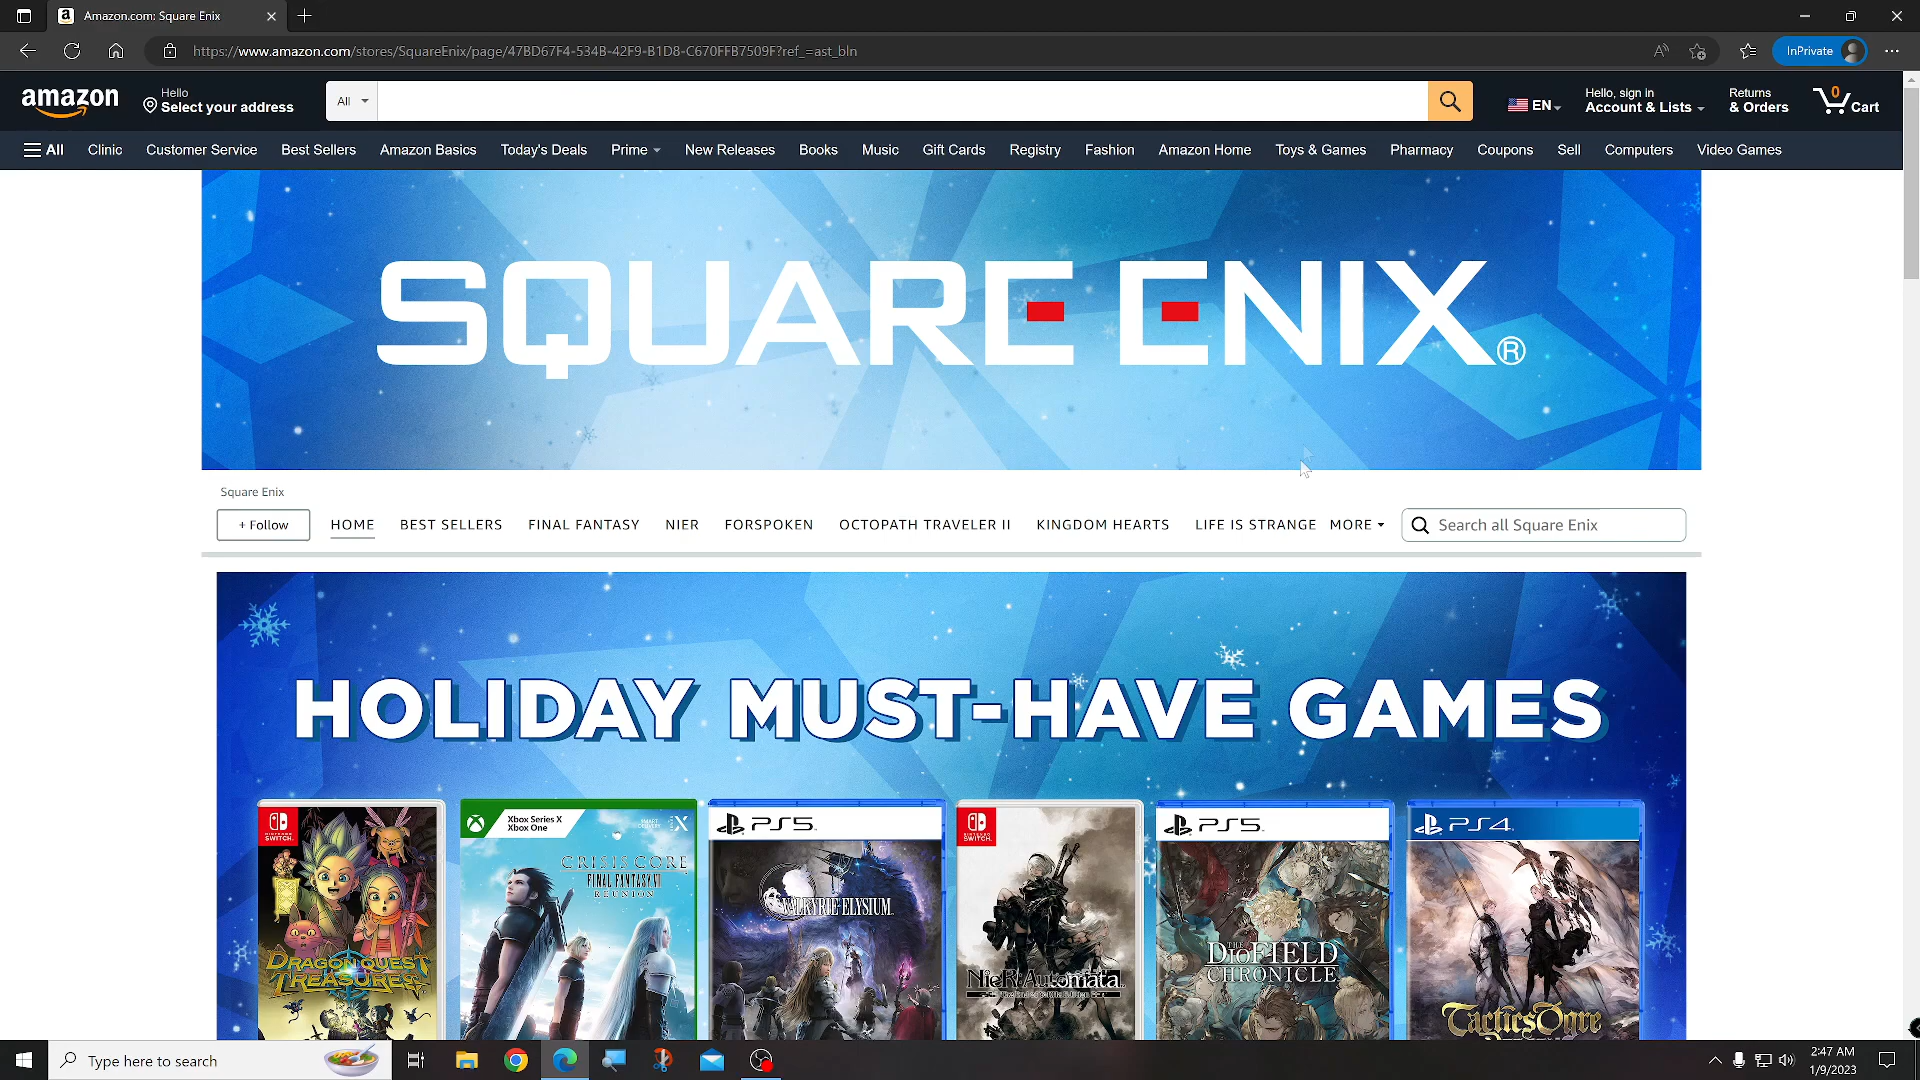 Amazon.com: Square Enix
https://www.amazon.com/stores/SquareEnix/page/47BD67F4-534B-42F9-B1D8-C670FFB7509F?ref_=ast_bln
InPrivate
amazon
Hello
Select your address
All
EN
Hello, sign in
Account & Lists
Returns
& Orders
0
Cart
All Clinic Customer Service Best Sellers Amazon Basics Today's Deals Prime New Releases Books Music Gift Cards Registry Fashion Amazon Home Toys & Games Pharmacy Coupons Sell Computers Video Games
SQUARE ENIX®
Square Enix
+ Follow HOME BEST SELLERS FINAL FANTASY NIER FORSPOKEN OCTOPATH TRAVELER II KINGDOM HEARTS LIFE IS STRANGE MORE Search all Square Enix
HOLIDAY MUST-HAVE GAMES
NINTENDO
SWITCH
DRAGON QUEST
TREASURES
Xbox Series X
Xbox One
SMART
DELIVERY
CRISIS CORE
FINAL FANTASY VII
REUNION
PS5
VALKYRIE ELYSIUM
NINTENDO
SWITCH
NieR:Automata
PS5
THE
DIOFIELD
CHRONICLE
PS4
Tactics Ogre
Type here to search
2:47 AM
1/9/2023